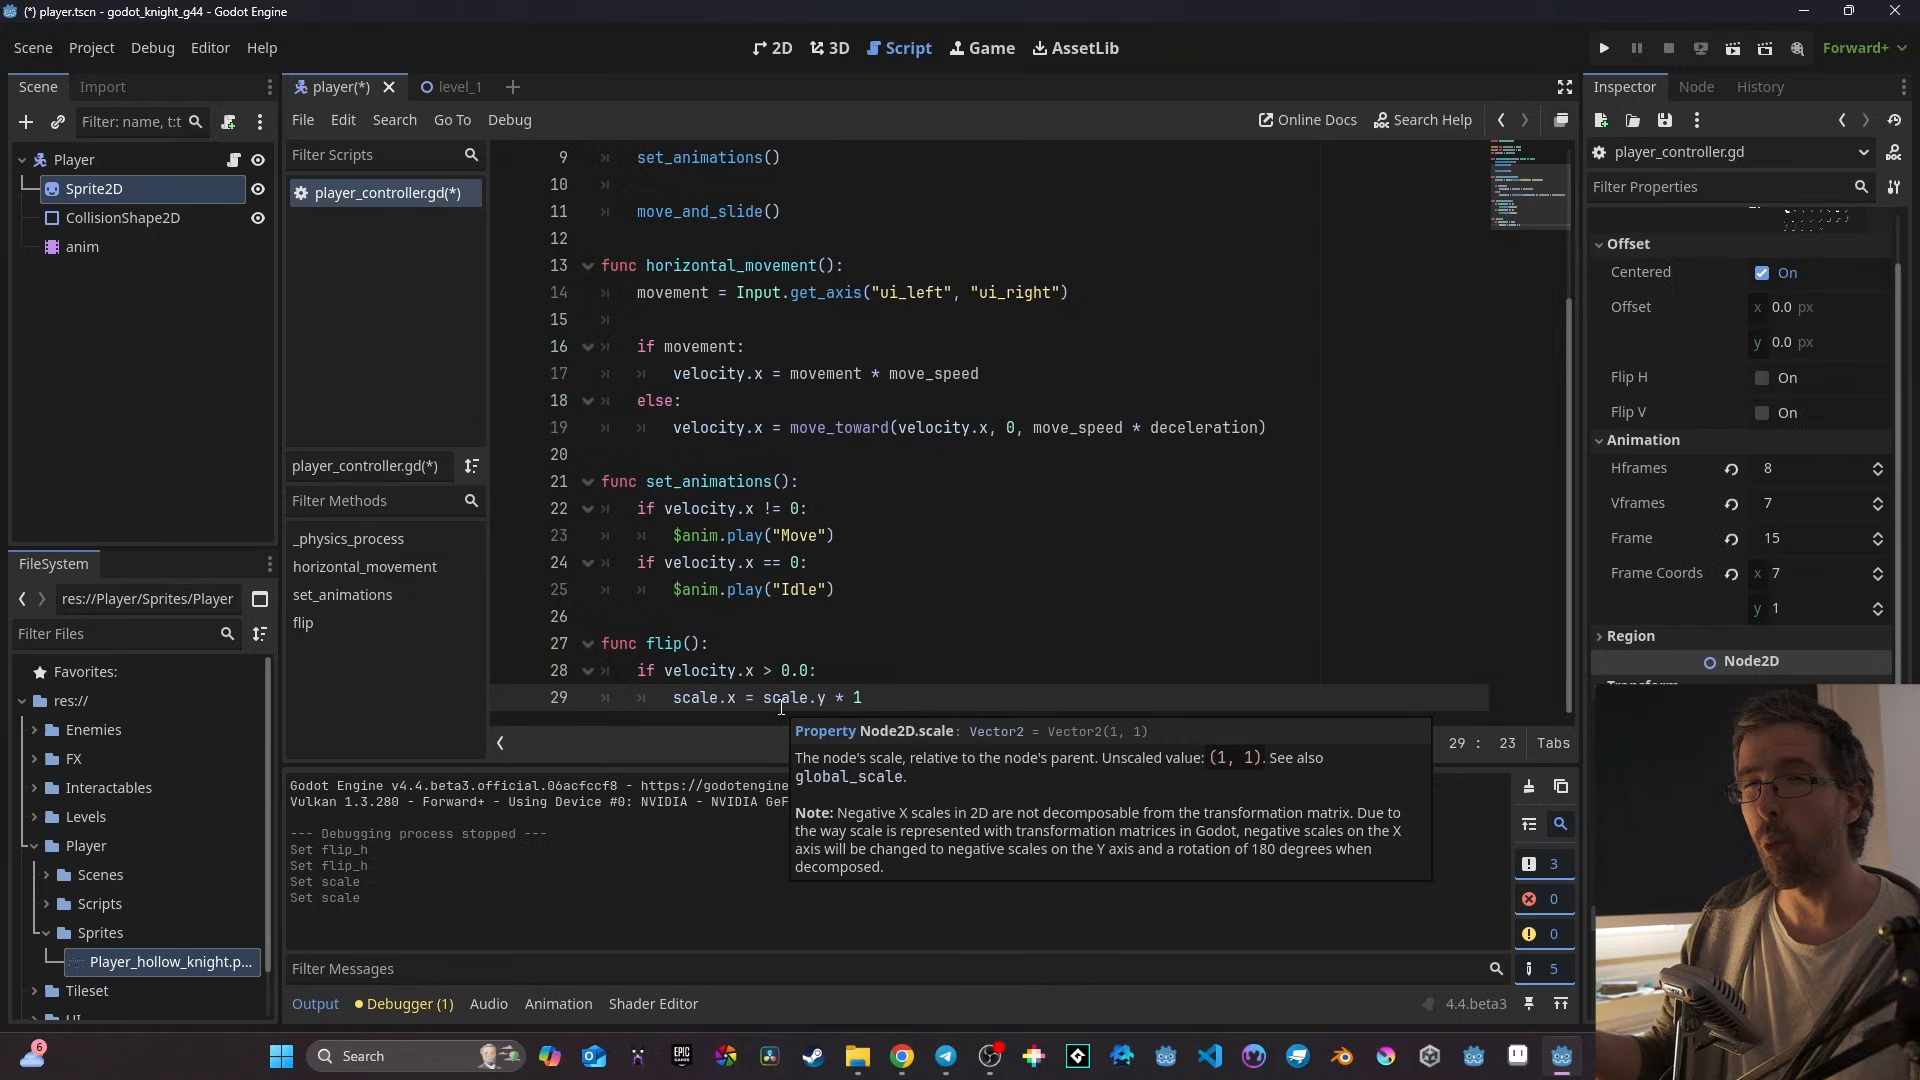 (*) player.tscn - godot_knight_g44 - Godot Engine
Scene Project Debug Editor Help
2D 3D Script Game AssetLib
Forward+
Scene Import
player(*) level_1
Inspector Node History
Filter: name, t:t
File Edit Search Go To Debug
Online Docs Search Help
Player
Sprite2D
CollisionShape2D
anim
Filter Scripts
player_controller.gd(*)
player_controller.gd(*)
Filter Methods
_physics_process
horizontal_movement
set_animations
flip
9 set_animations()
10
11 move_and_slide()
12
13 func horizontal_movement():
14 movement = Input.get_axis("ui_left", "ui_right")
15
16 if movement:
17 velocity.x = movement * move_speed
18 else:
19 velocity.x = move_toward(velocity.x, 0, move_speed * deceleration)
20
21 func set_animations():
22 if velocity.x != 0:
23 $anim.play("Move")
24 if velocity.x == 0:
25 $anim.play("Idle")
26
27 func flip():
28 if velocity.x > 0.0:
29 scale.x = scale.y * 1
29 : 23 Tabs
Property Node2D.scale: Vector2 = Vector2(1, 1)
The node's scale, relative to the node's parent. Unscaled value: (1, 1). See also
global_scale.
Note: Negative X scales in 2D are not decomposable from the transformation matrix. Due to
the way scale is represented with transformation matrices in Godot, negative scales on the X
axis will be changed to negative scales on the Y axis and a rotation of 180 degrees when
decomposed.
player_controller.gd
Filter Properties
Offset
Centered On
Offset x 0.0 px
y 0.0 px
Flip H On
Flip V On
Animation
Hframes 8
Vframes 7
Frame 15
Frame Coords x 7
y 1
Region
Node2D
FileSystem
res://Player/Sprites/Player
Filter Files
Favorites:
res://
Enemies
FX
Interactables
Levels
Player
Scenes
Scripts
Sprites
Player_hollow_knight.p...
Tileset
UI
Godot Engine v4.4.beta3.official.06acfccf8 - https://godotengine
Vulkan 1.3.280 - Forward+ - Using Device #0: NVIDIA - NVIDIA GeF
--- Debugging process stopped ---
Set flip_h
Set flip_h
Set scale
Set scale
3
0
0
5
Filter Messages
Output Debugger (1) Audio Animation Shader Editor
4.4.beta3
6
Search
EPIC
GAMES